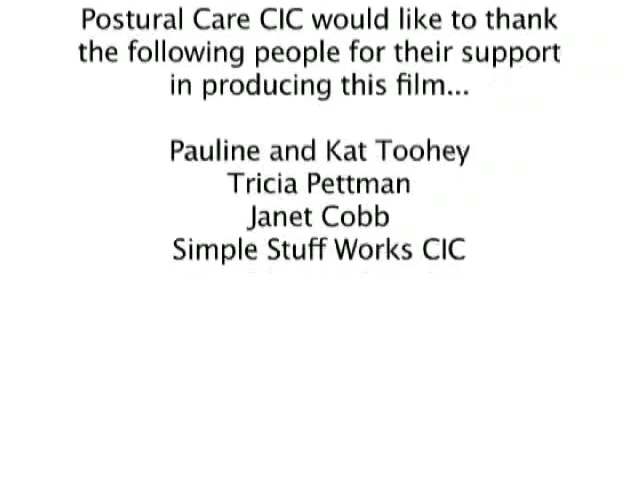 Postural Care CIC would like to thank
the following people for their support
in producing this film...
Pauline and Kat Toohey
Tricia Pettman
Janet Cobb
Simple Stuff Works CIC